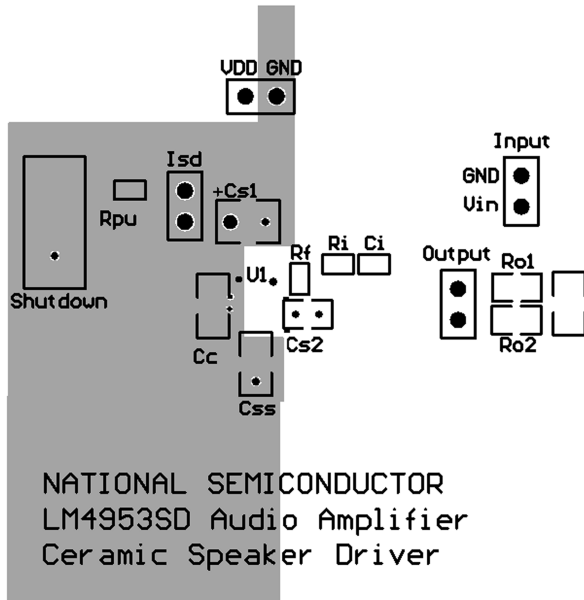 VDD GND
Input
Isd
GND
+Cs1
Vin
Rpu
Rf Ri Ci
Output
Ro1
U1
Shutdown
Cs2
Ro2
Cc
Css
NATIONAL SEMICONDUCTOR
LM4953SD Audio Amplifier
Ceramic Speaker Driver